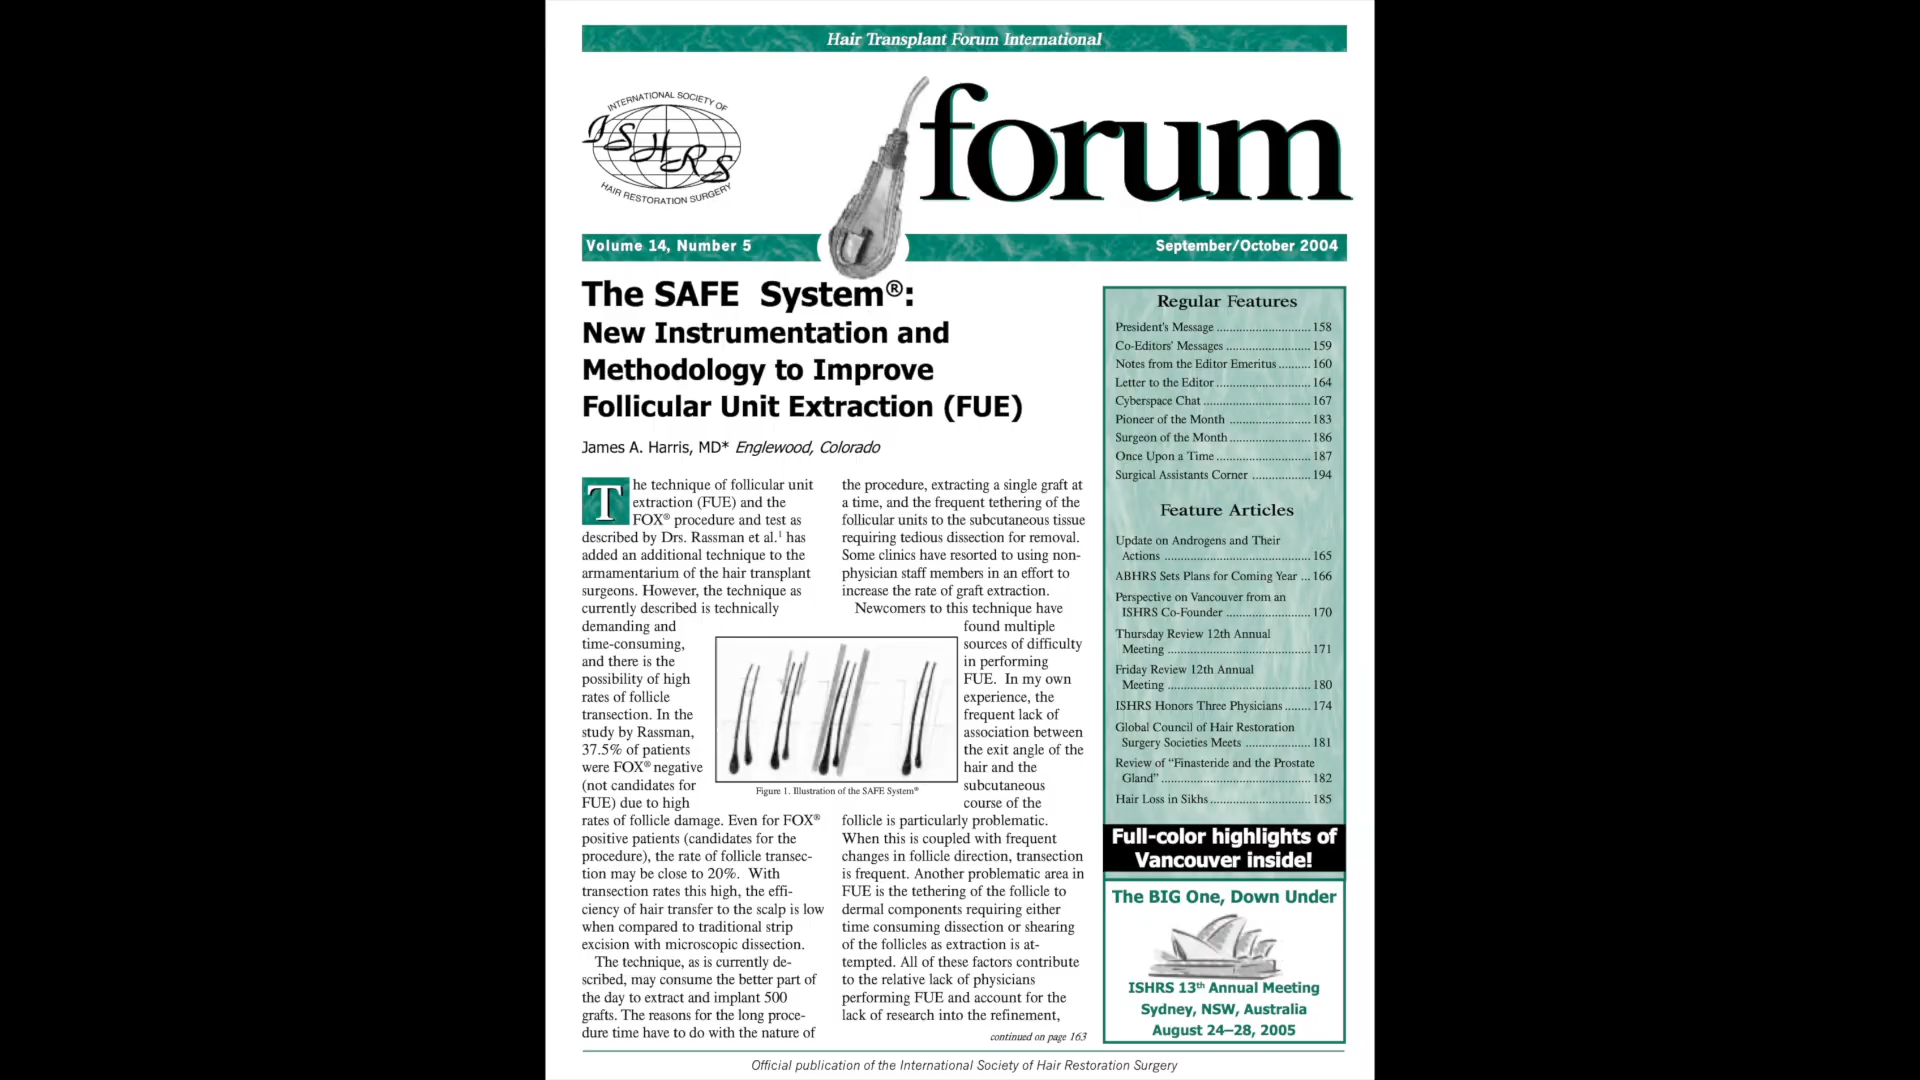 Hair Transplant Forum International
INTERNATIONAL SOCIETY OF
ISHRS
HAIR RESTORATION SURGERY
forum
Volume 14, Number 5
September/October 2004
The SAFE System®:
New Instrumentation and
Methodology to Improve
Follicular Unit Extraction (FUE)
James A. Harris, MD* Englewood, Colorado
The technique of follicular unit
extraction (FUE) and the
FOX® procedure and test as
described by Drs. Rassman et al.¹ has
added an additional technique to the
armamentarium of the hair transplant
surgeons. However, the technique as
currently described is technically
demanding and
time-consuming,
and there is the
possibility of high
rates of follicle
transection. In the
study by Rassman,
37.5% of patients
were FOX® negative
(not candidates for
FUE) due to high
rates of follicle damage. Even for FOX®
positive patients (candidates for the
procedure), the rate of follicle transec-
tion may be close to 20%. With
transection rates this high, the effi-
ciency of hair transfer to the scalp is low
when compared to traditional strip
excision with microscopic dissection.
The technique, as is currently de-
scribed, may consume the better part of
the day to extract and implant 500
grafts. The reasons for the long proce-
dure time have to do with the nature of
the procedure, extracting a single graft at
a time, and the frequent tethering of the
follicular units to the subcutaneous tissue
requiring tedious dissection for removal.
Some clinics have resorted to using non-
physician staff members in an effort to
increase the rate of graft extraction.
Newcomers to this technique have
found multiple
sources of difficulty
in performing
FUE. In my own
experience, the
frequent lack of
association between
the exit angle of the
hair and the
subcutaneous
course of the
follicle is particularly problematic.
When this is coupled with frequent
changes in follicle direction, transection
is frequent. Another problematic area in
FUE is the tethering of the follicle to
dermal components requiring either
time consuming dissection or shearing
of the follicles as extraction is at-
tempted. All of these factors contribute
to the relative lack of physicians
performing FUE and account for the
lack of research into the refinement,
continued on page 163
Figure 1. Illustration of the SAFE System®
Regular Features
President's Message ............................. 158
Co-Editors' Messages .......................... 159
Notes from the Editor Emeritus .......... 160
Letter to the Editor .............................. 164
Cyberspace Chat ................................. 167
Pioneer of the Month ......................... 183
Surgeon of the Month ......................... 186
Once Upon a Time .............................. 187
Surgical Assistants Corner .................. 194
Feature Articles
Update on Androgens and Their
Actions ............................................. 165
ABHRS Sets Plans for Coming Year ... 166
Perspective on Vancouver from an
ISHRS Co-Founder .......................... 170
Thursday Review 12th Annual
Meeting ............................................ 171
Friday Review 12th Annual
Meeting ............................................ 180
ISHRS Honors Three Physicians ........ 174
Global Council of Hair Restoration
Surgery Societies Meets .................... 181
Review of “Finasteride and the Prostate
Gland” .............................................. 182
Hair Loss in Sikhs ............................... 185
Full-color highlights of
Vancouver inside!
The BIG One, Down Under
ISHRS 13th Annual Meeting
Sydney, NSW, Australia
August 24–28, 2005
Official publication of the International Society of Hair Restoration Surgery